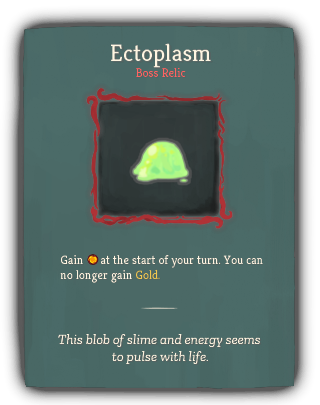 Ectoplasm
Boss Relic
Gain at the start of your turn. You can
no longer gain Gold.
This blob of slime and energy seems
to pulse with life.